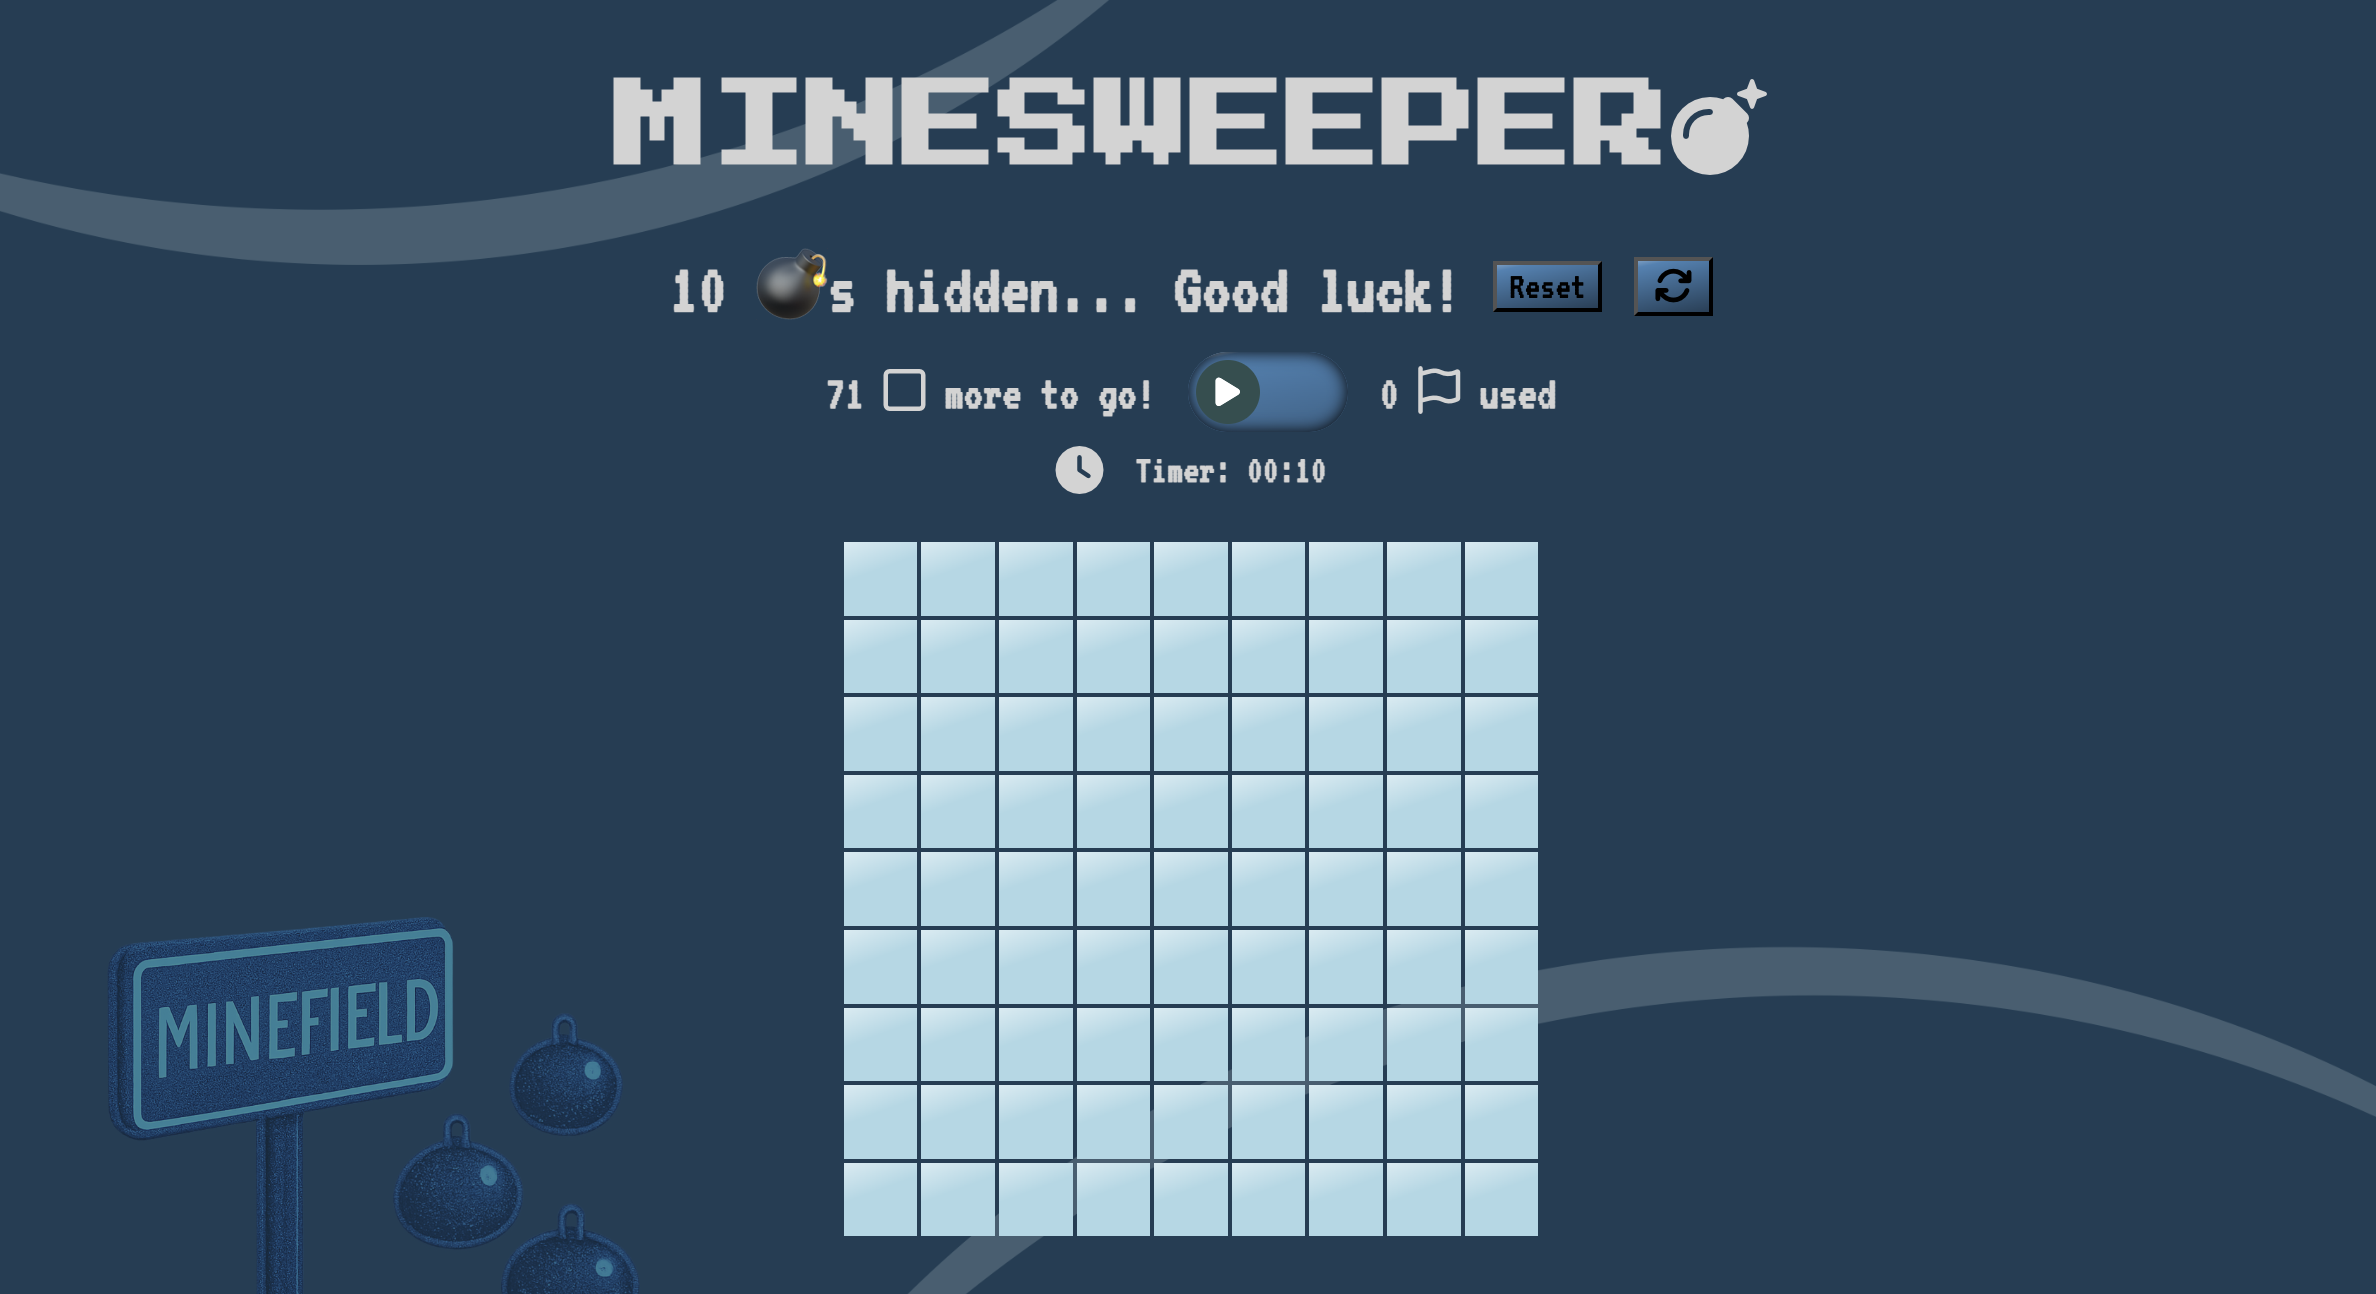 MINESWEEPER
10 💣s hidden... Good luck! Reset
71 more to go! 0 used
Timer: 00:10
MINEFIELD